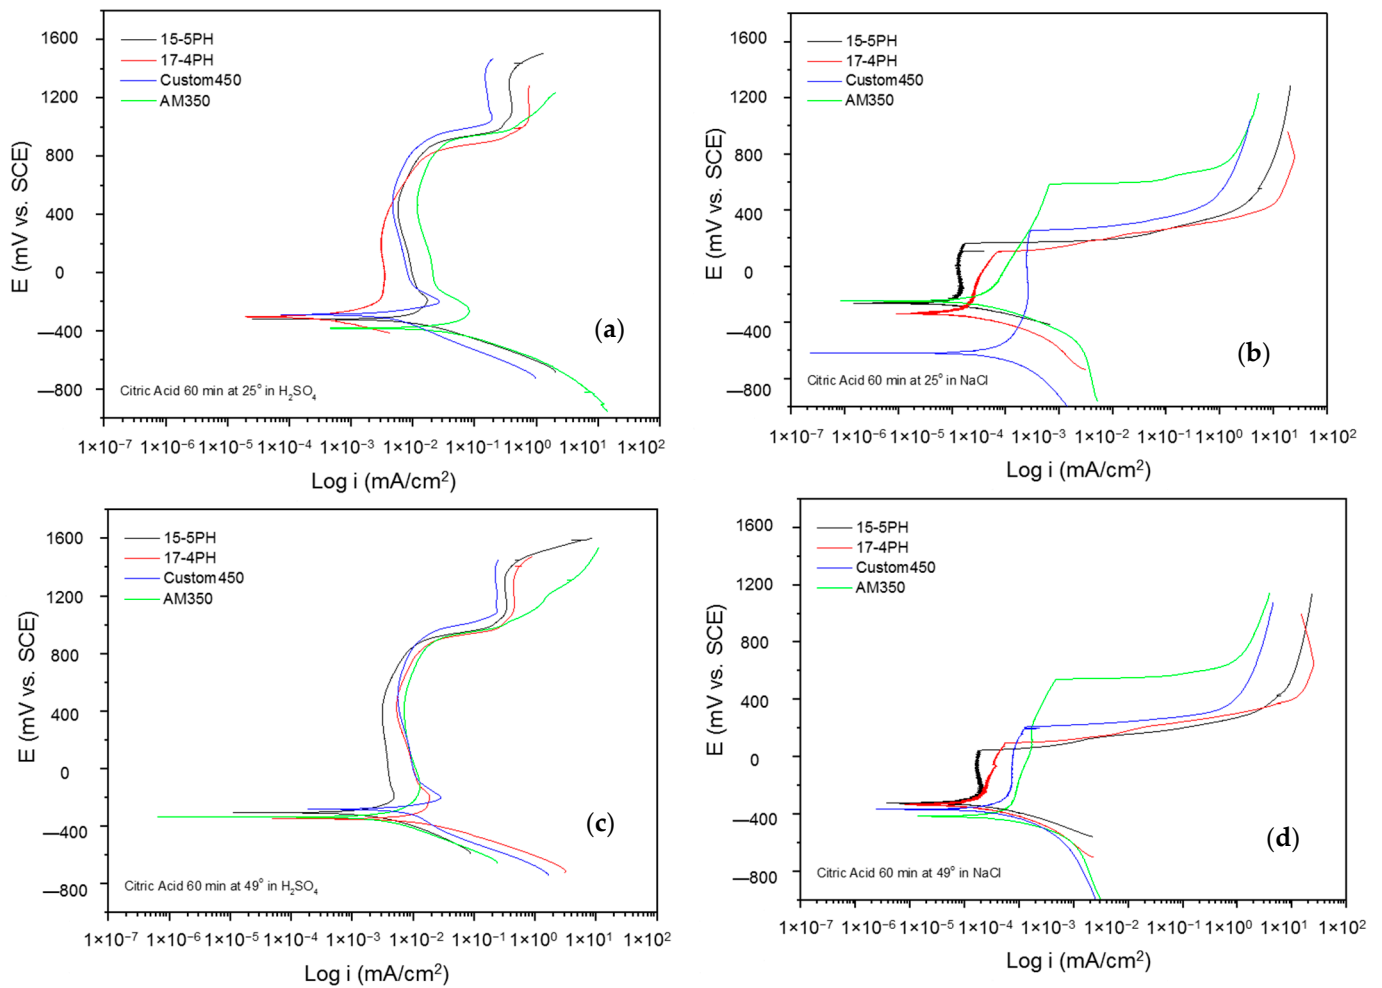 1600
1200
800
400
0
—400
—800
E (mV vs. SCE)
15-5PH
17-4PH
Custom450
AM350
(a)
Citric Acid 60 min at 25° in H₂SO₄
1×10⁻⁷ 1×10⁻⁶ 1×10⁻⁵ 1×10⁻⁴ 1×10⁻³ 1×10⁻² 1×10⁻¹ 1×10⁰ 1×10¹ 1×10²
Log i (mA/cm²)
1600
1200
800
400
0
—400
—800
E (mV vs. SCE)
15-5PH
17-4PH
Custom450
AM350
(b)
Citric Acid 60 min at 25° in NaCl
1×10⁻⁷ 1×10⁻⁶ 1×10⁻⁵ 1×10⁻⁴ 1×10⁻³ 1×10⁻² 1×10⁻¹ 1×10⁰ 1×10¹ 1×10²
Log i (mA/cm²)
1600
1200
800
400
0
—400
—800
E (mV vs. SCE)
15-5PH
17-4PH
Custom450
AM350
(c)
Citric Acid 60 min at 49° in H₂SO₄
1×10⁻⁷ 1×10⁻⁶ 1×10⁻⁵ 1×10⁻⁴ 1×10⁻³ 1×10⁻² 1×10⁻¹ 1×10⁰ 1×10¹ 1×10²
Log i (mA/cm²)
1600
1200
800
400
0
—400
—800
E (mV vs. SCE)
15-5PH
17-4PH
Custom450
AM350
(d)
Citric Acid 60 min at 49° in NaCl
1×10⁻⁷ 1×10⁻⁶ 1×10⁻⁵ 1×10⁻⁴ 1×10⁻³ 1×10⁻² 1×10⁻¹ 1×10⁰ 1×10¹ 1×10²
Log i (mA/cm²)